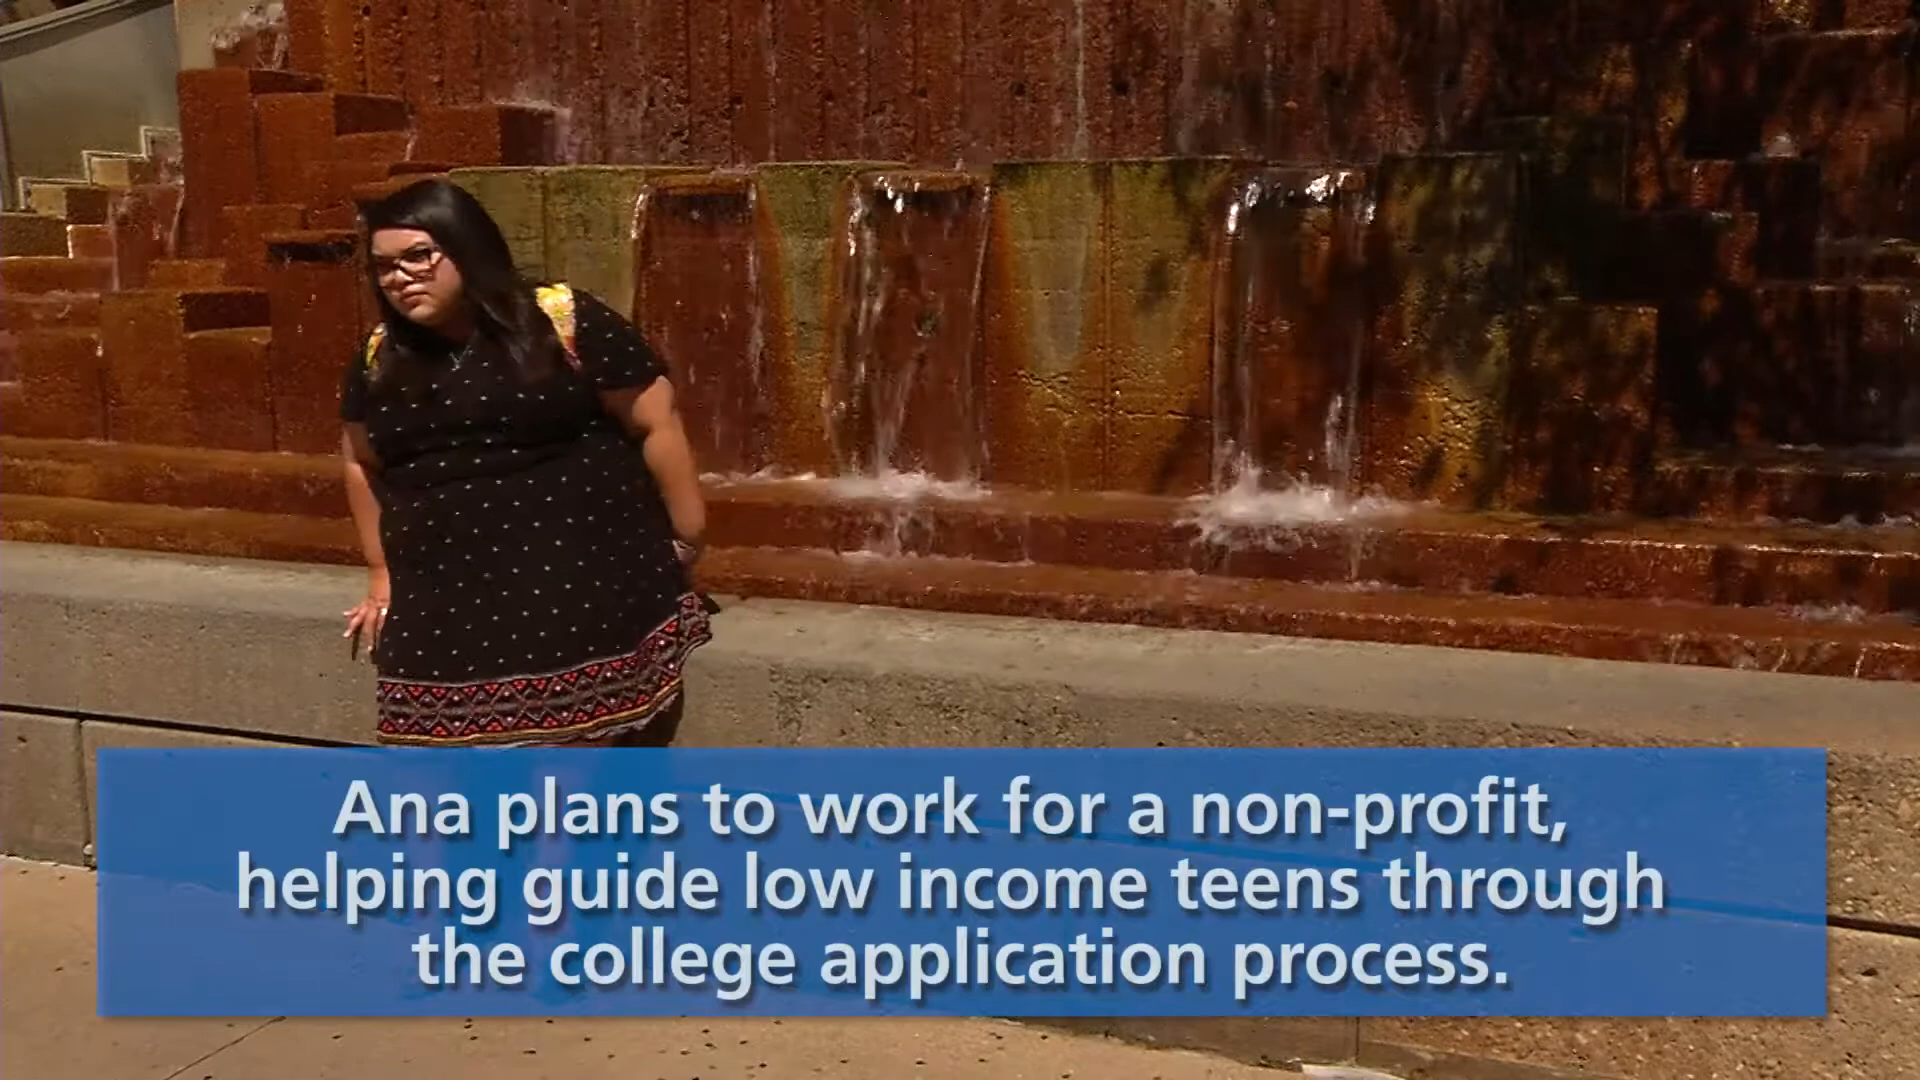 Ana plans to work for a non-profit,
helping guide low income teens through
the college application process.